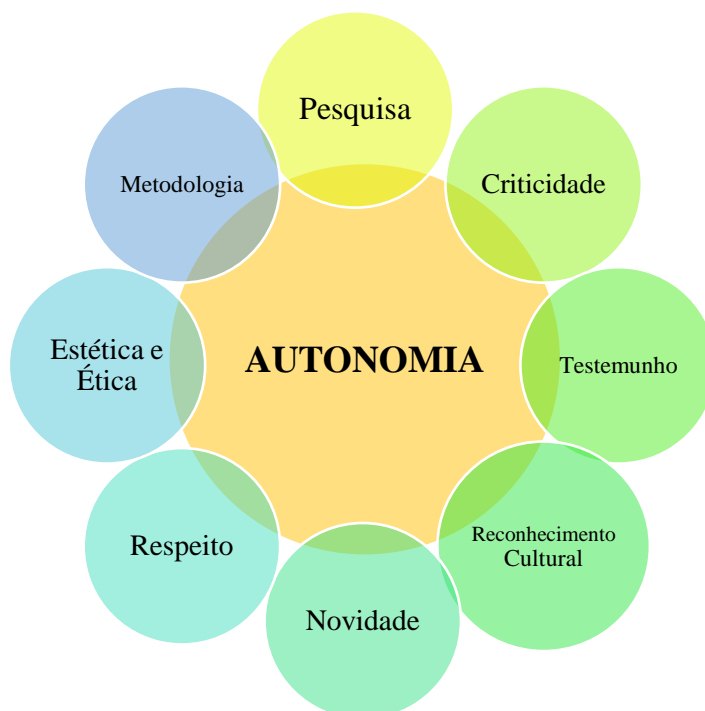 Pesquisa
Criticidade
Testemunho
Reconhecimento
Cultural
Novidade
Respeito
Estética e
Ética
Metodologia
AUTONOMIA